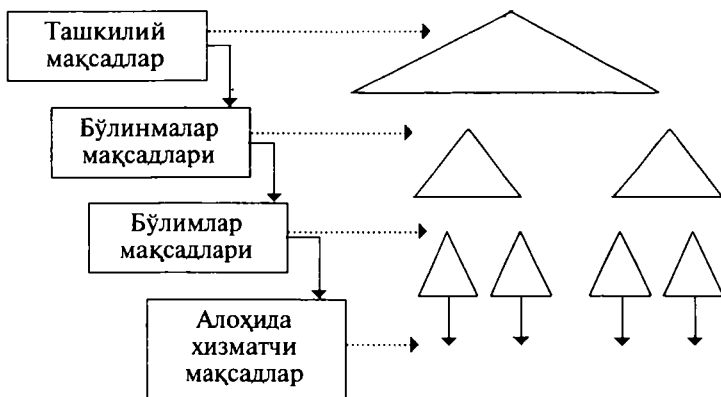 Ташкилий
мақсадлар
Бўлинмалар
мақсадлари
Бўлимлар
мақсадлари
Алоҳида
хизматчи
мақсадлар